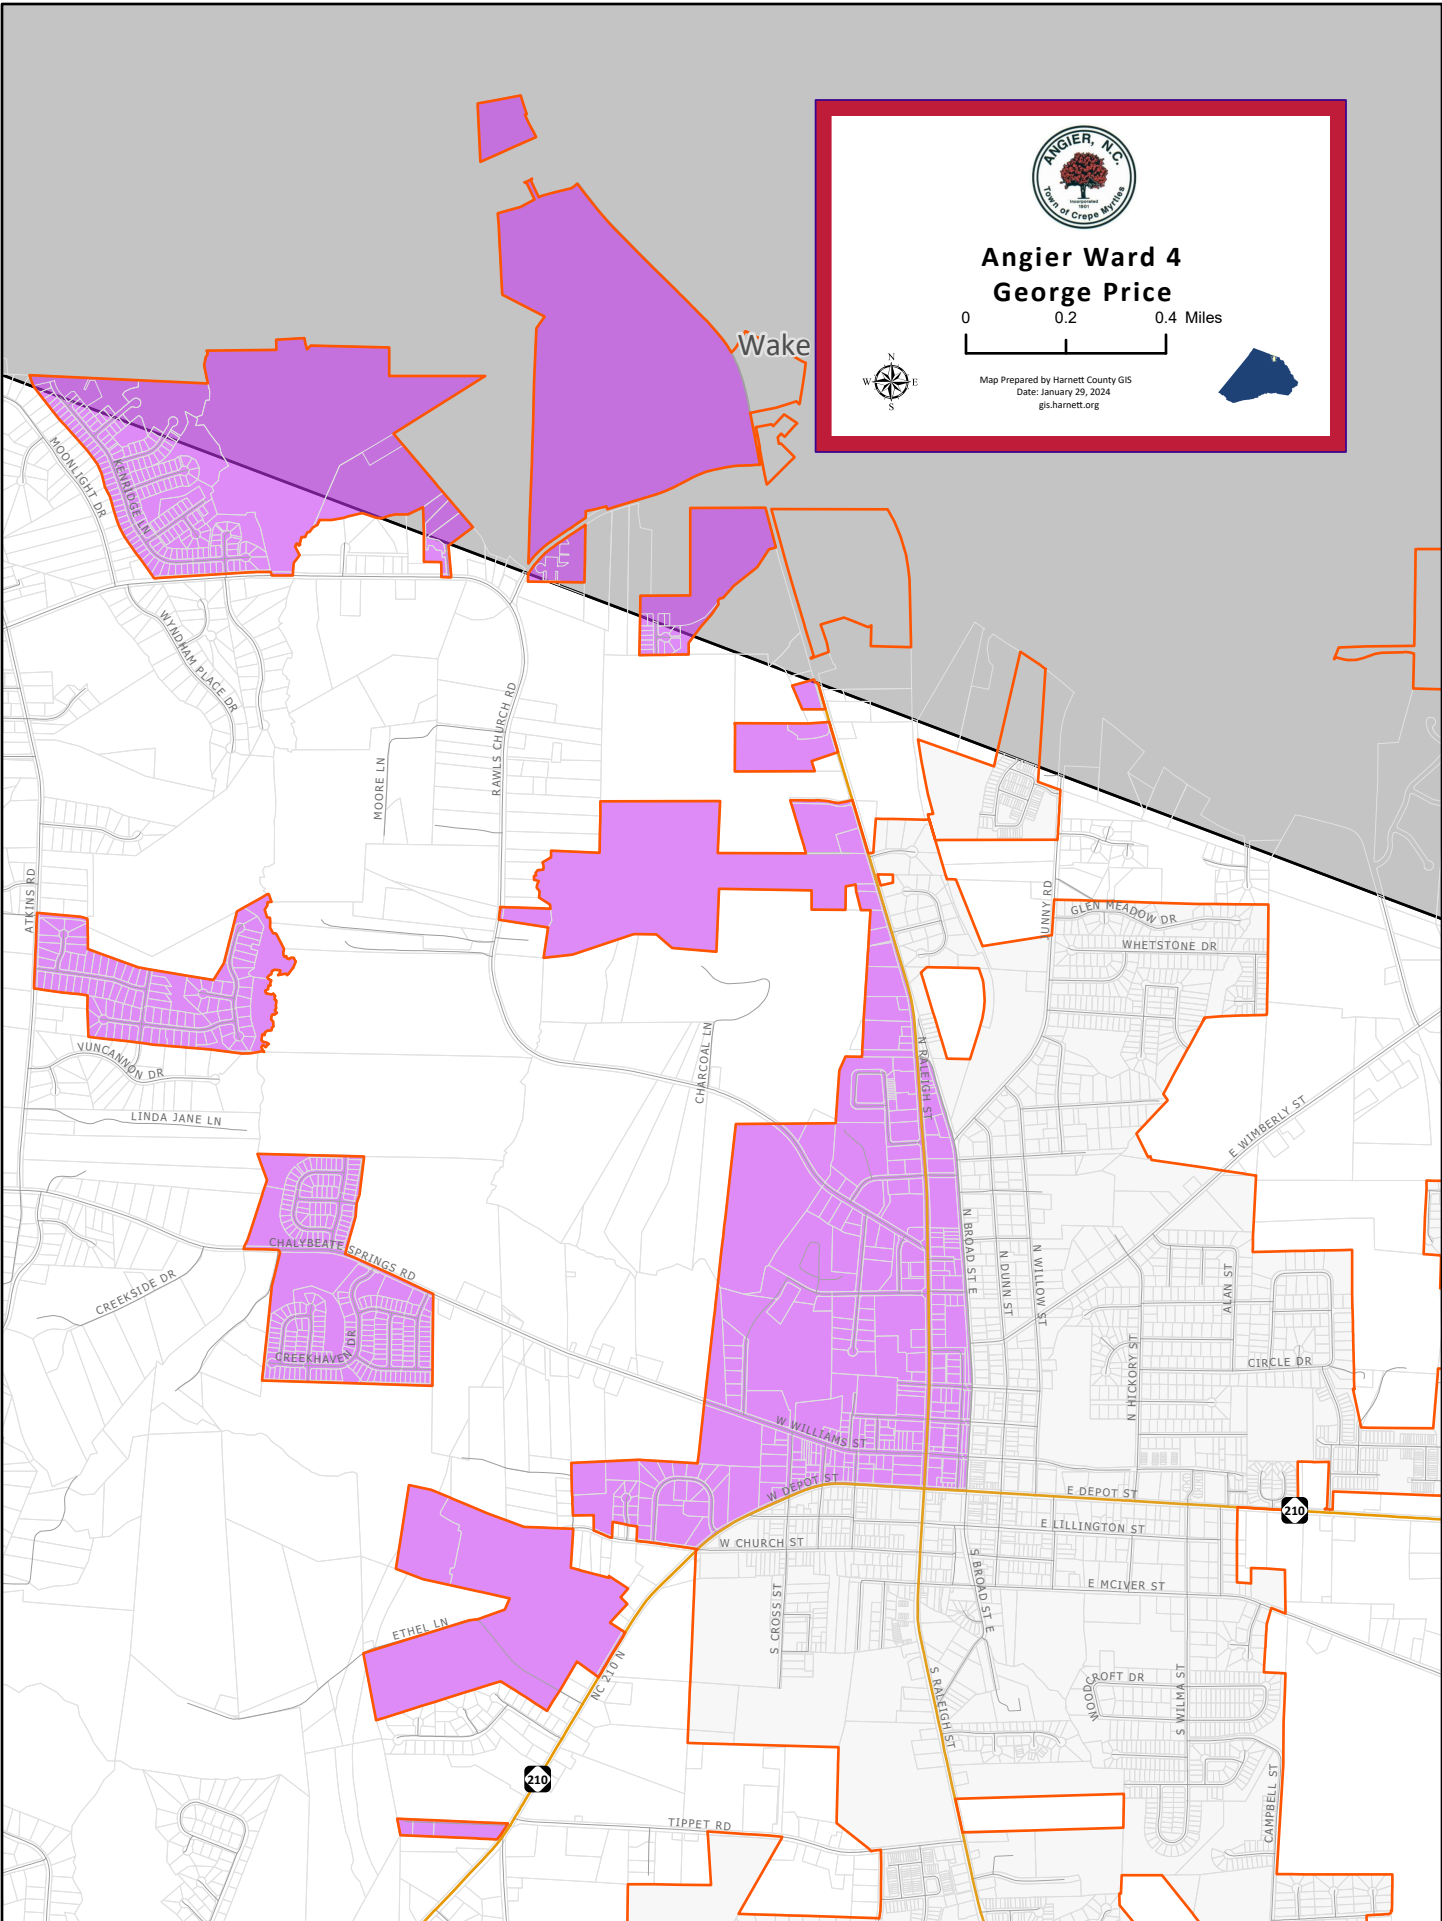 ANGIER, N.C.
Incorporated
1901
Town of Crepe Myrtles
Angier Ward 4
George Price
0 0.2 0.4 Miles
N
W E
S
Map Prepared by Harnett County GIS
Date: January 29, 2024
gis.harnett.org
Wake
MOONLIGHT DR
KENRIDGE LN
WYNDHAM PLACE DR
RAWLS CHURCH RD
MOORE LN
ATKINS RD
JUNNY RD
GLEN MEADOW DR
WHETSTONE DR
VUNCANNON DR
LINDA JANE LN
CHARCOAL LN
N RALEIGH ST
E WIMBERLY ST
CHALYBEATE SPRINGS RD
CREEKSIDE DR
CREEKHAVEN DR
N BROAD ST E
N DUNN ST
N WILLOW ST
ALAN ST
N HICKORY ST
CIRCLE DR
W WILLIAMS ST
W DEPOT ST
E DEPOT ST
210
E LILLINGTON ST
W CHURCH ST
E MCIVER ST
S CROSS ST
S BROAD ST E
ETHEL LN
NC 210 N
S RALEIGH ST
WOODCROFT DR
S WILMA ST
210
TIPPET RD
CAMPBELL ST